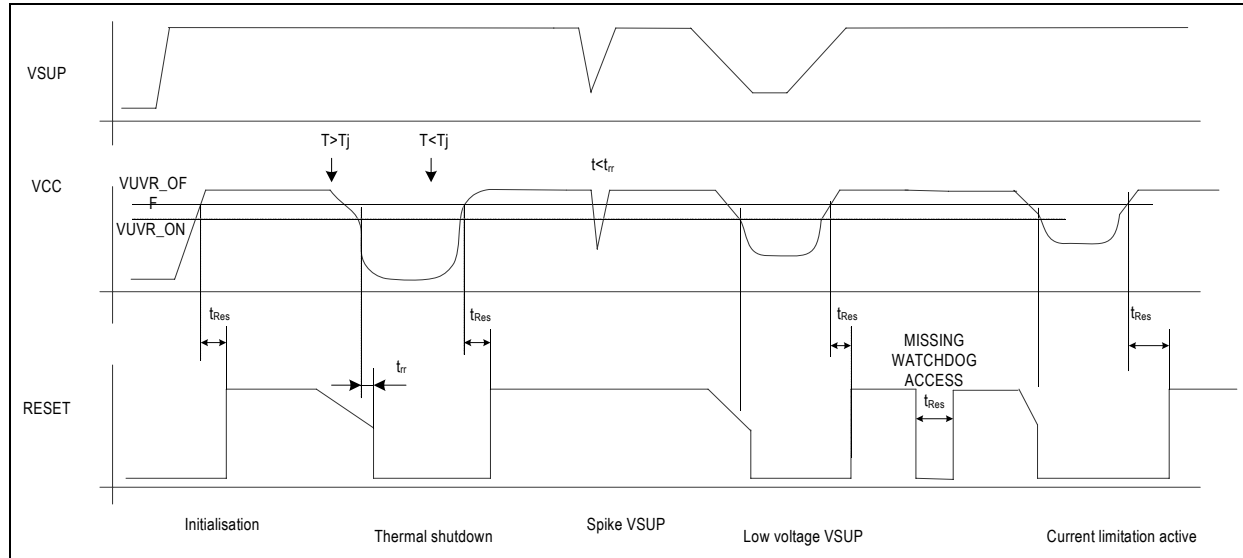 VSUP
T>Tj
T<Tj
t<trr
VCC
VUVR_OF
F
VUVR_ON
tRes
tRes
tRes
tRes
trr
MISSING
WATCHDOG
ACCESS
tRes
RESET
Initialisation
Thermal shutdown
Spike VSUP
Low voltage VSUP
Current limitation active